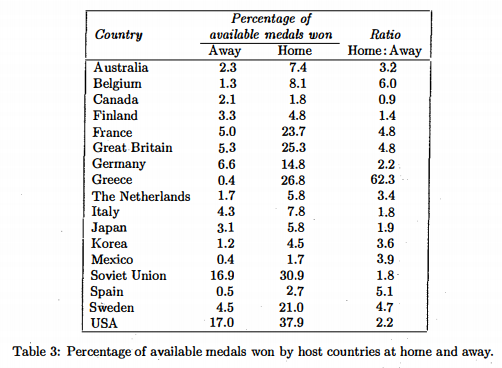 Percentage of
Country available medals won Ratio
Away Home Home: Away
Australia 2.3 7.4 3.2
Belgium 1.3 8.1 6.0
Canada 2.1 1.8 0.9
Finland 3.3 4.8 1.4
France 5.0 23.7 4.8
Great Britain 5.3 25.3 4.8
Germany 6.6 14.8 2.2
Greece 0.4 26.8 62.3
The Netherlands 1.7 5.8 3.4
Italy 4.3 7.8 1.8
Japan 3.1 5.8 1.9
Korea 1.2 4.5 3.6
Mexico 0.4 1.7 3.9
Soviet Union 16.9 30.9 1.8
Spain 0.5 2.7 5.1
Sweden 4.5 21.0 4.7
USA 17.0 37.9 2.2
Table 3: Percentage of available medals won by host countries at home and away.